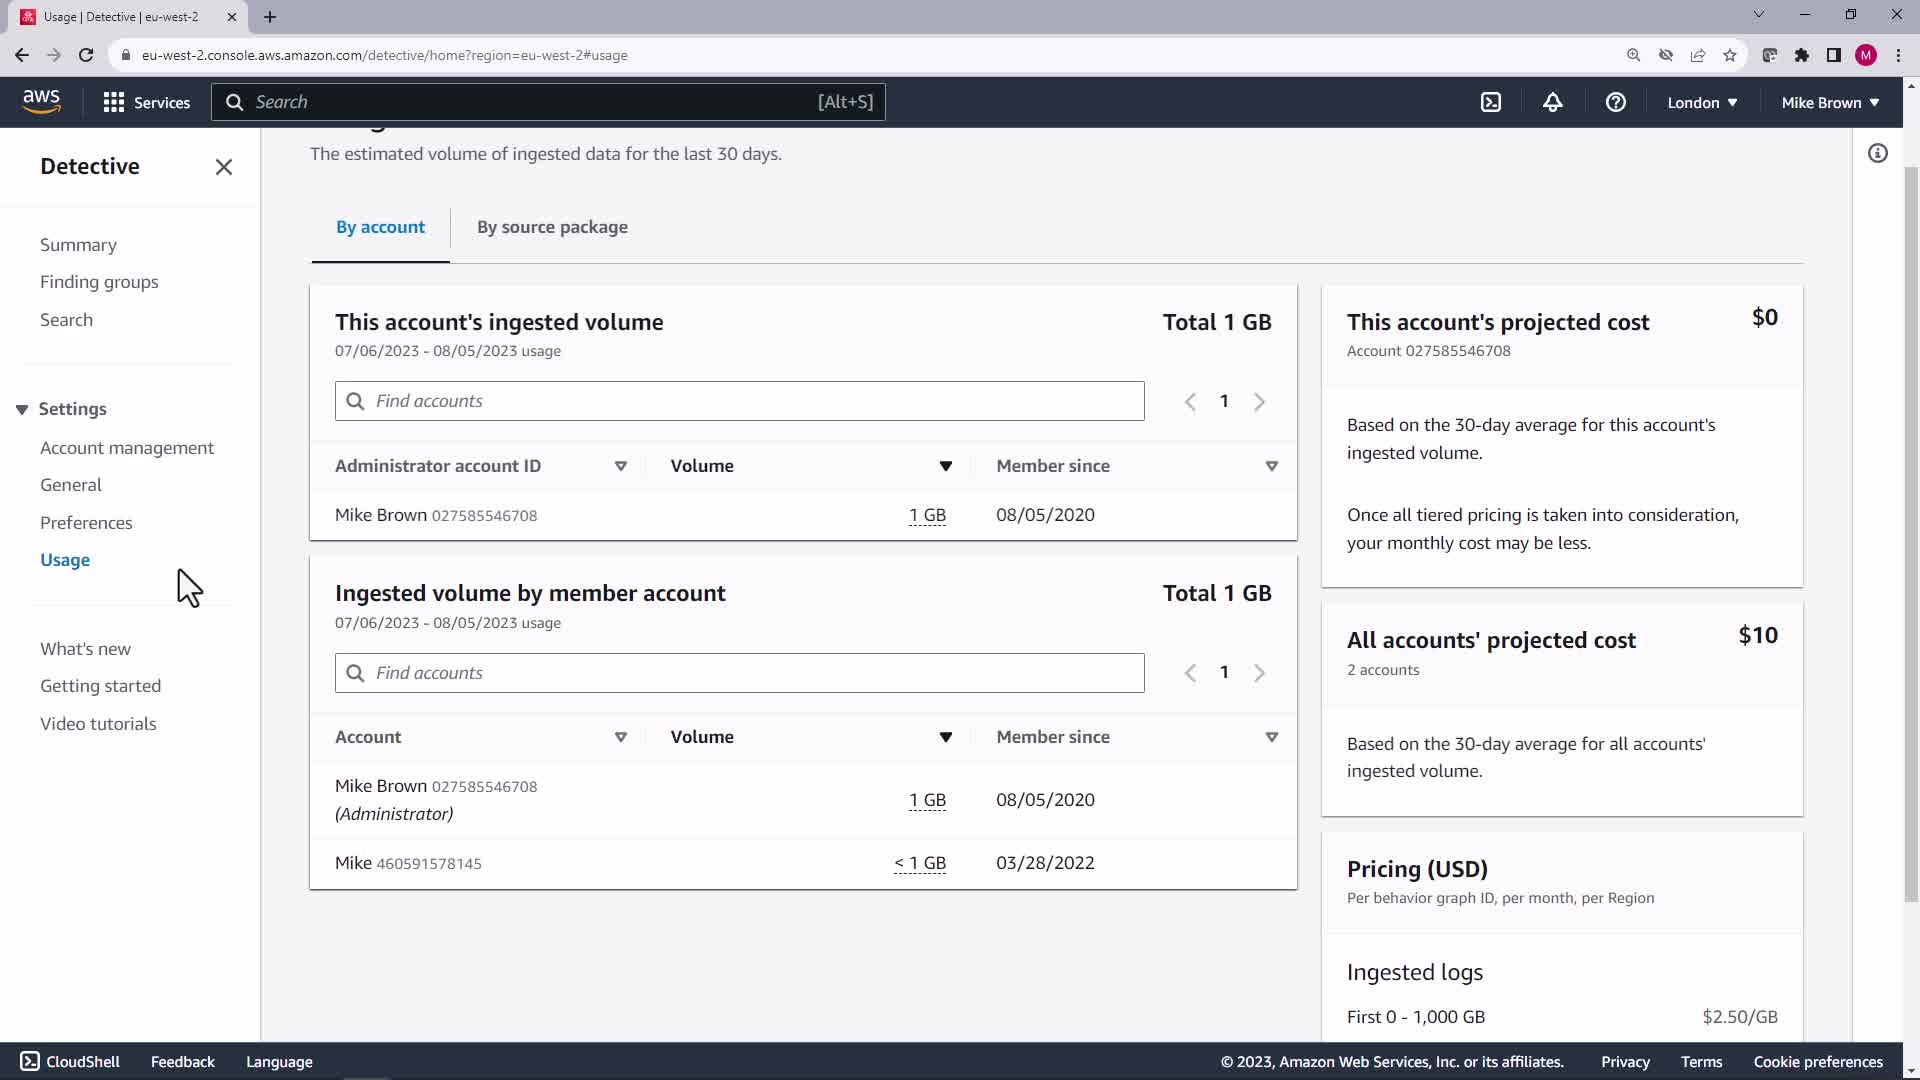 Usage | Detective | eu-west-2
eu-west-2.console.aws.amazon.com/detective/home?region=eu-west-2#usage
M
aws
Services
Search
[Alt+S]
London
Mike Brown
Detective
Summary
Finding groups
Search
Settings
Account management
General
Preferences
Usage
What's new
Getting started
Video tutorials
The estimated volume of ingested data for the last 30 days.
By account
By source package
This account's ingested volume
Total 1 GB
07/06/2023 - 08/05/2023 usage
Find accounts
1
Administrator account ID
Volume
Member since
Mike Brown 027585546708
1 GB
08/05/2020
Ingested volume by member account
Total 1 GB
07/06/2023 - 08/05/2023 usage
Find accounts
1
Account
Volume
Member since
Mike Brown 027585546708
(Administrator)
1 GB
08/05/2020
Mike 460591578145
< 1 GB
03/28/2022
This account's projected cost
$0
Account 027585546708
Based on the 30-day average for this account's
ingested volume.
Once all tiered pricing is taken into consideration,
your monthly cost may be less.
All accounts' projected cost
$10
2 accounts
Based on the 30-day average for all accounts'
ingested volume.
Pricing (USD)
Per behavior graph ID, per month, per Region
Ingested logs
First 0 - 1,000 GB
$2.50/GB
CloudShell
Feedback
Language
© 2023, Amazon Web Services, Inc. or its affiliates.
Privacy
Terms
Cookie preferences